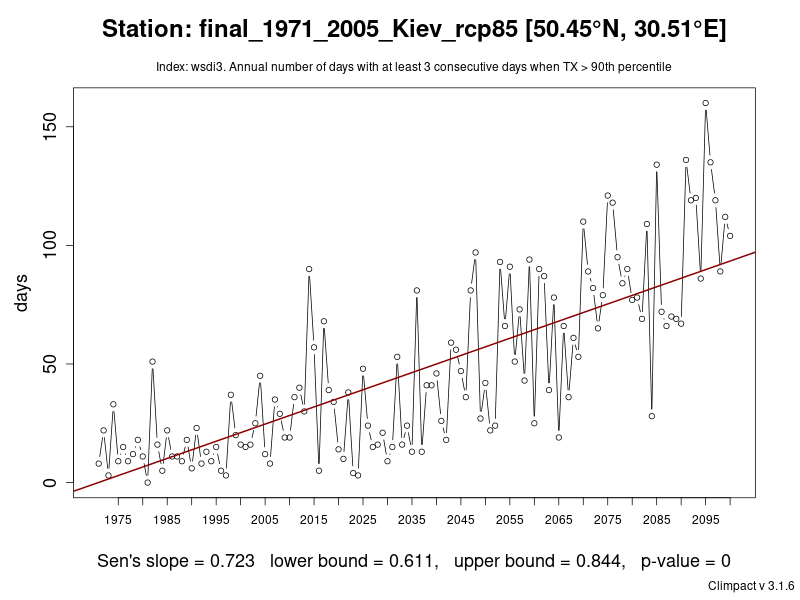 Station: final_1971_2005_Kiev_rcp85 [50.45°N, 30.51°E]
Index: wsdi3. Annual number of days with at least 3 consecutive days when TX > 90th percentile
150
100
50
0
days
1975 1985 1995 2005 2015 2025 2035 2045 2055 2065 2075 2085 2095
Sen's slope = 0.723 lower bound = 0.611, upper bound = 0.844, p-value = 0
Climpact v 3.1.6